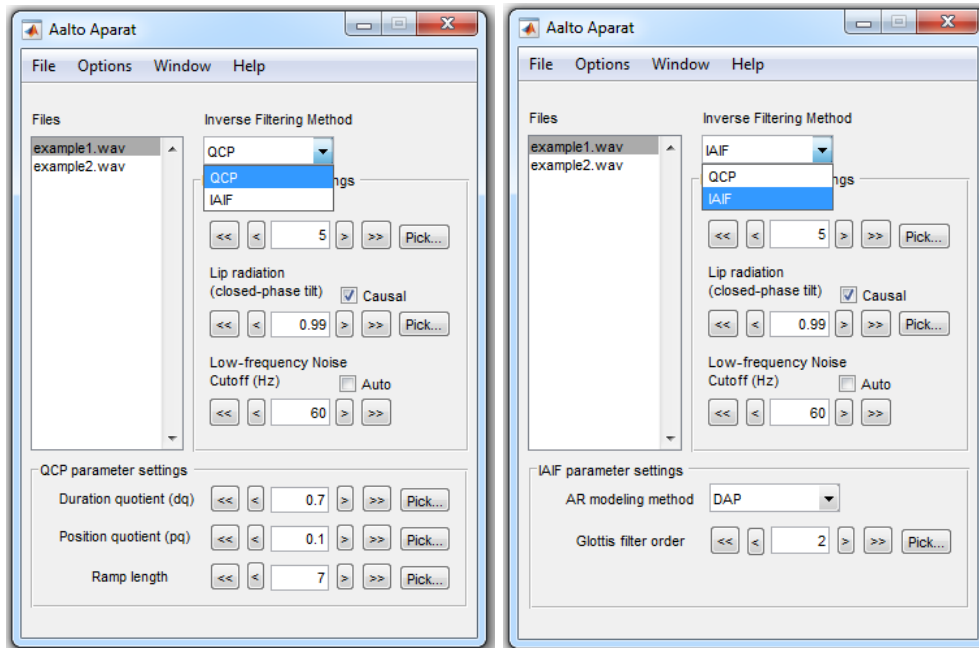 Aalto Aparat
File Options Window Help
Files
example1.wav
example2.wav
Inverse Filtering Method
QCP
QCP
IAIF
ngs
<< < 5 > >> Pick...
Lip radiation
(closed-phase tilt) Causal
<< < 0.99 > >> Pick...
Low-frequency Noise
Cutoff (Hz) Auto
<< < 60 > >>
QCP parameter settings
Duration quotient (dq) << < 0.7 > >> Pick...
Position quotient (pq) << < 0.1 > >> Pick...
Ramp length << < 7 > >> Pick...
Aalto Aparat
File Options Window Help
Files
example1.wav
example2.wav
Inverse Filtering Method
IAIF
QCP
IAIF
ngs
<< < 5 > >> Pick...
Lip radiation
(closed-phase tilt) Causal
<< < 0.99 > >> Pick...
Low-frequency Noise
Cutoff (Hz) Auto
<< < 60 > >>
IAIF parameter settings
AR modeling method DAP
Glottis filter order << < 2 > >> Pick...